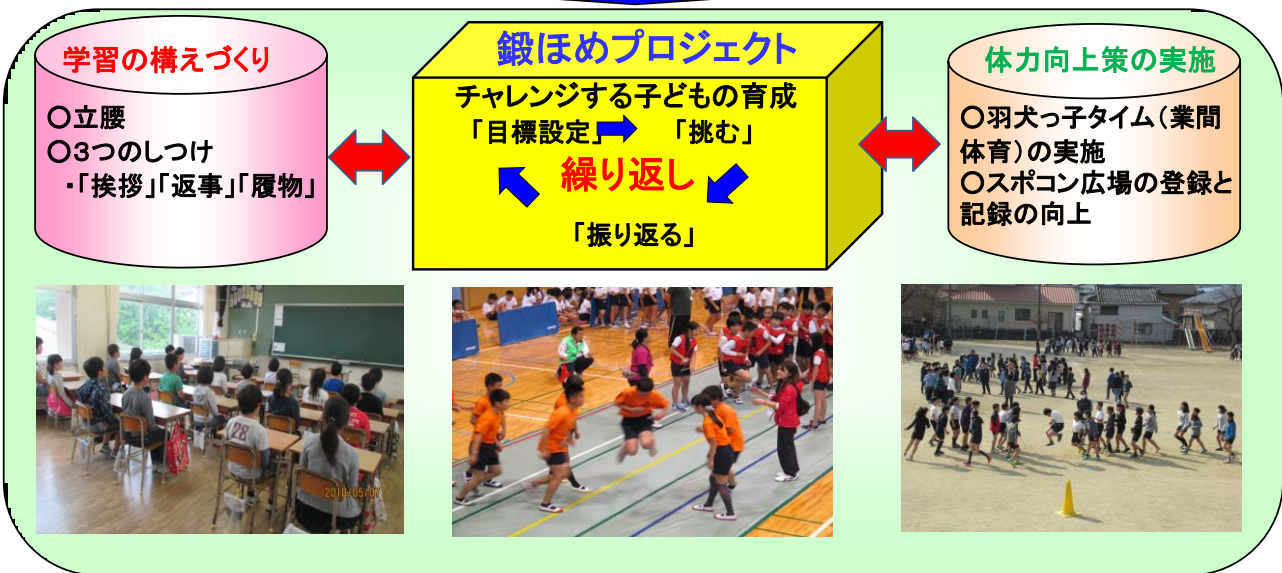 学習の構えづくり
○立腰
○3つのしつけ
・「挨拶」「返事」「履物」
鍛ほめプロジェクト
チャレンジする子どもの育成
「目標設定」 「挑む」
繰り返し
「振り返る」
体力向上策の実施
○羽犬っ子タイム(業間
体育)の実施
○スポコン広場の登録と
記録の向上
28